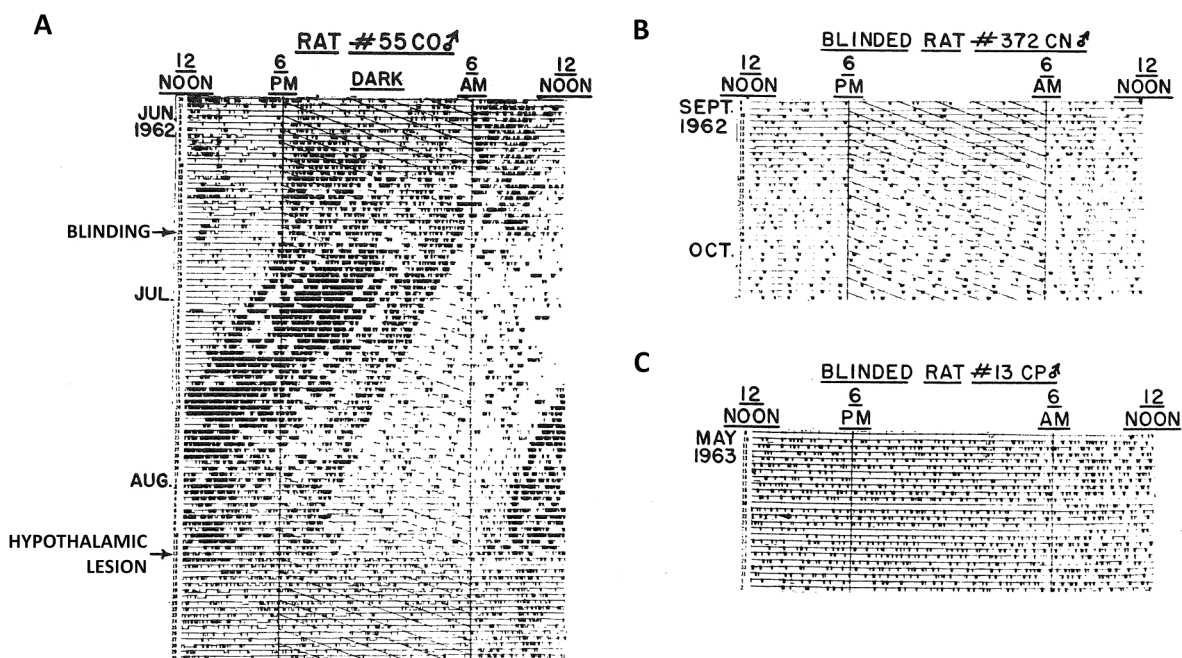 A
RAT #55 CO♂
12
NOON
6
PM
DARK
6
AM
12
NOON
JUN.
1962
BLINDING
JUL.
AUG.
HYPOTHALAMIC
LESION
B
BLINDED RAT #372 CN♂
12
NOON
6
PM
6
AM
12
NOON
SEPT.
1962
OCT.
C
BLINDED RAT #13 CP♂
12
NOON
6
PM
6
AM
12
NOON
MAY
1963